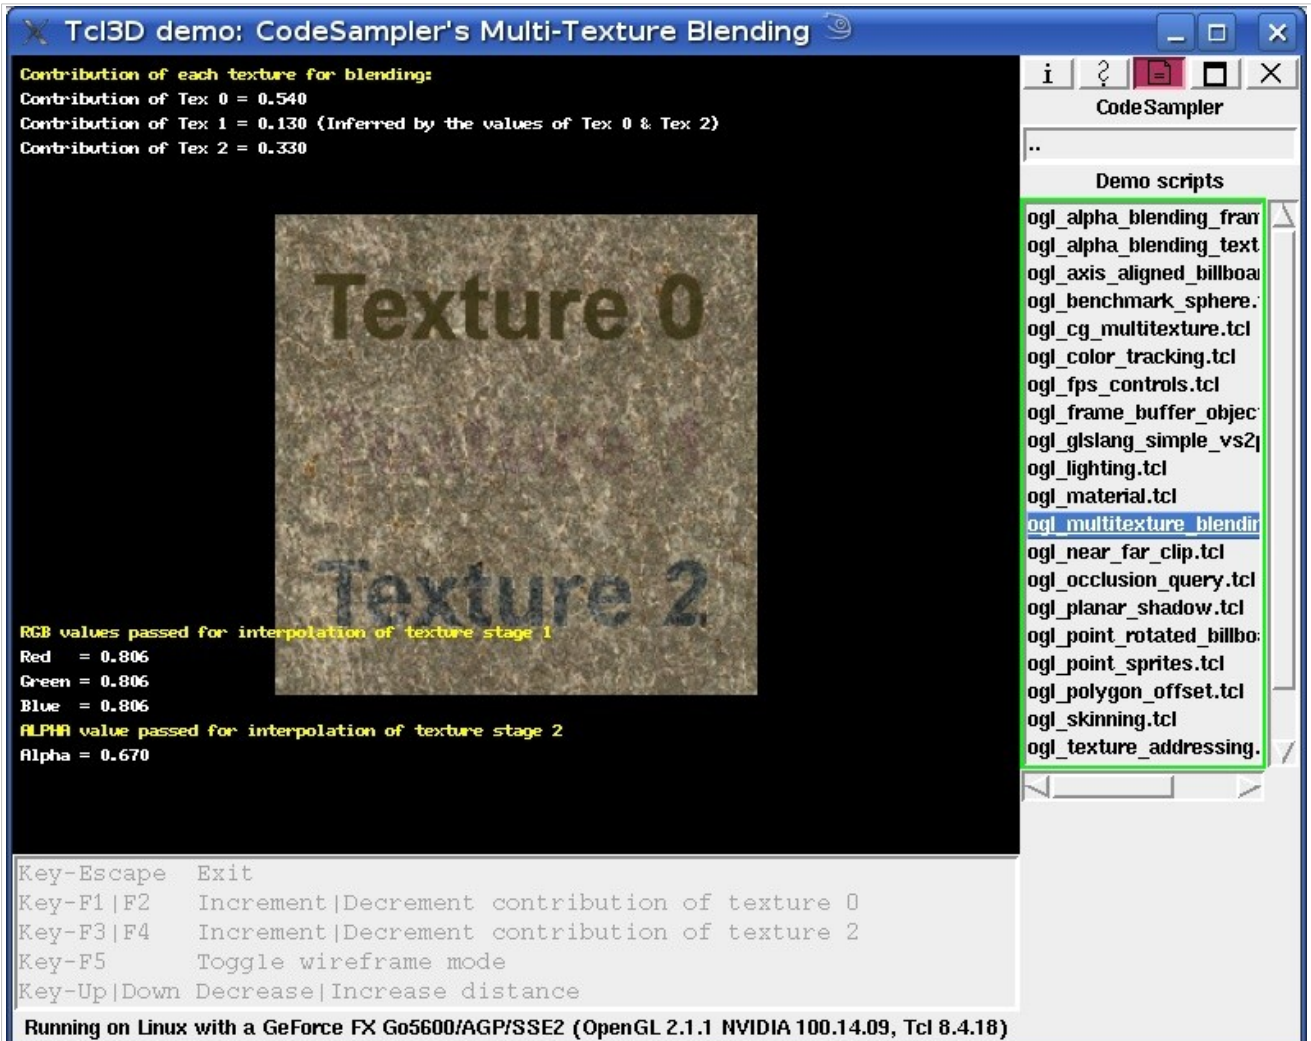 Tcl3D demo: CodeSampler's Multi-Texture Blending
Contribution of each texture for blending:
Contribution of Tex 0 = 0.540
Contribution of Tex 1 = 0.130 (Inferred by the values of Tex 0 & Tex 2)
Contribution of Tex 2 = 0.330
Texture 0
Texture 2
RGB values passed for interpolation of texture stage 1
Red = 0.806
Green = 0.806
Blue = 0.806
ALPHA value passed for interpolation of texture stage 2
Alpha = 0.670
i ?
CodeSampler
..
Demo scripts
ogl_alpha_blending_fram
ogl_alpha_blending_text
ogl_axis_aligned_billboa
ogl_benchmark_sphere.
ogl_cg_multitexture.tcl
ogl_color_tracking.tcl
ogl_fps_controls.tcl
ogl_frame_buffer_objec
ogl_glslang_simple_vs2
ogl_lighting.tcl
ogl_material.tcl
ogl_multitexture_blendin
ogl_near_far_clip.tcl
ogl_occlusion_query.tcl
ogl_planar_shadow.tcl
ogl_point_rotated_billbo
ogl_point_sprites.tcl
ogl_polygon_offset.tcl
ogl_skinning.tcl
ogl_texture_addressing.
Key-Escape Exit
Key-F1|F2 Increment|Decrement contribution of texture 0
Key-F3|F4 Increment|Decrement contribution of texture 2
Key-F5 Toggle wireframe mode
Key-Up|Down Decrease|Increase distance
Running on Linux with a GeForce FX Go5600/AGP/SSE2 (OpenGL 2.1.1 NVIDIA 100.14.09, Tcl 8.4.18)